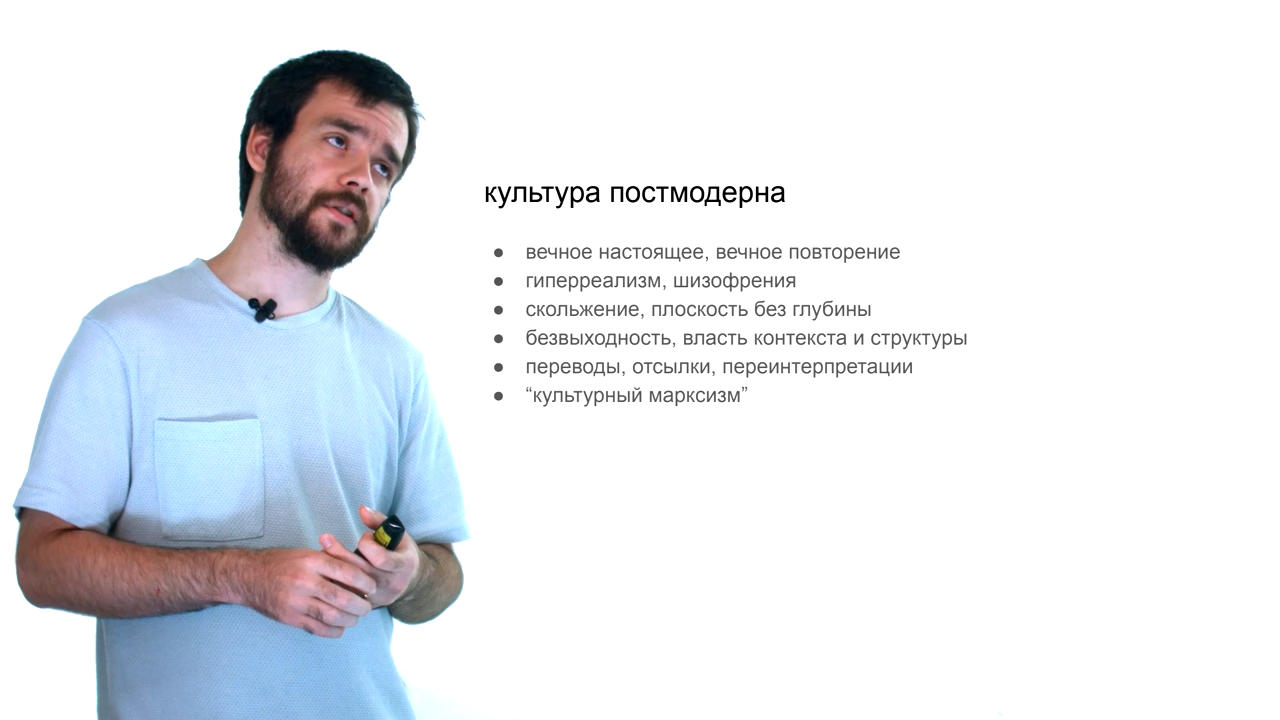 культура постмодерна
● вечное настоящее, вечное повторение
● гиперреализм, шизофрения
● скольжение, плоскость без глубины
● безвыходность, власть контекста и структуры
● переводы, отсылки, переинтерпретации
● “культурный марксизм”